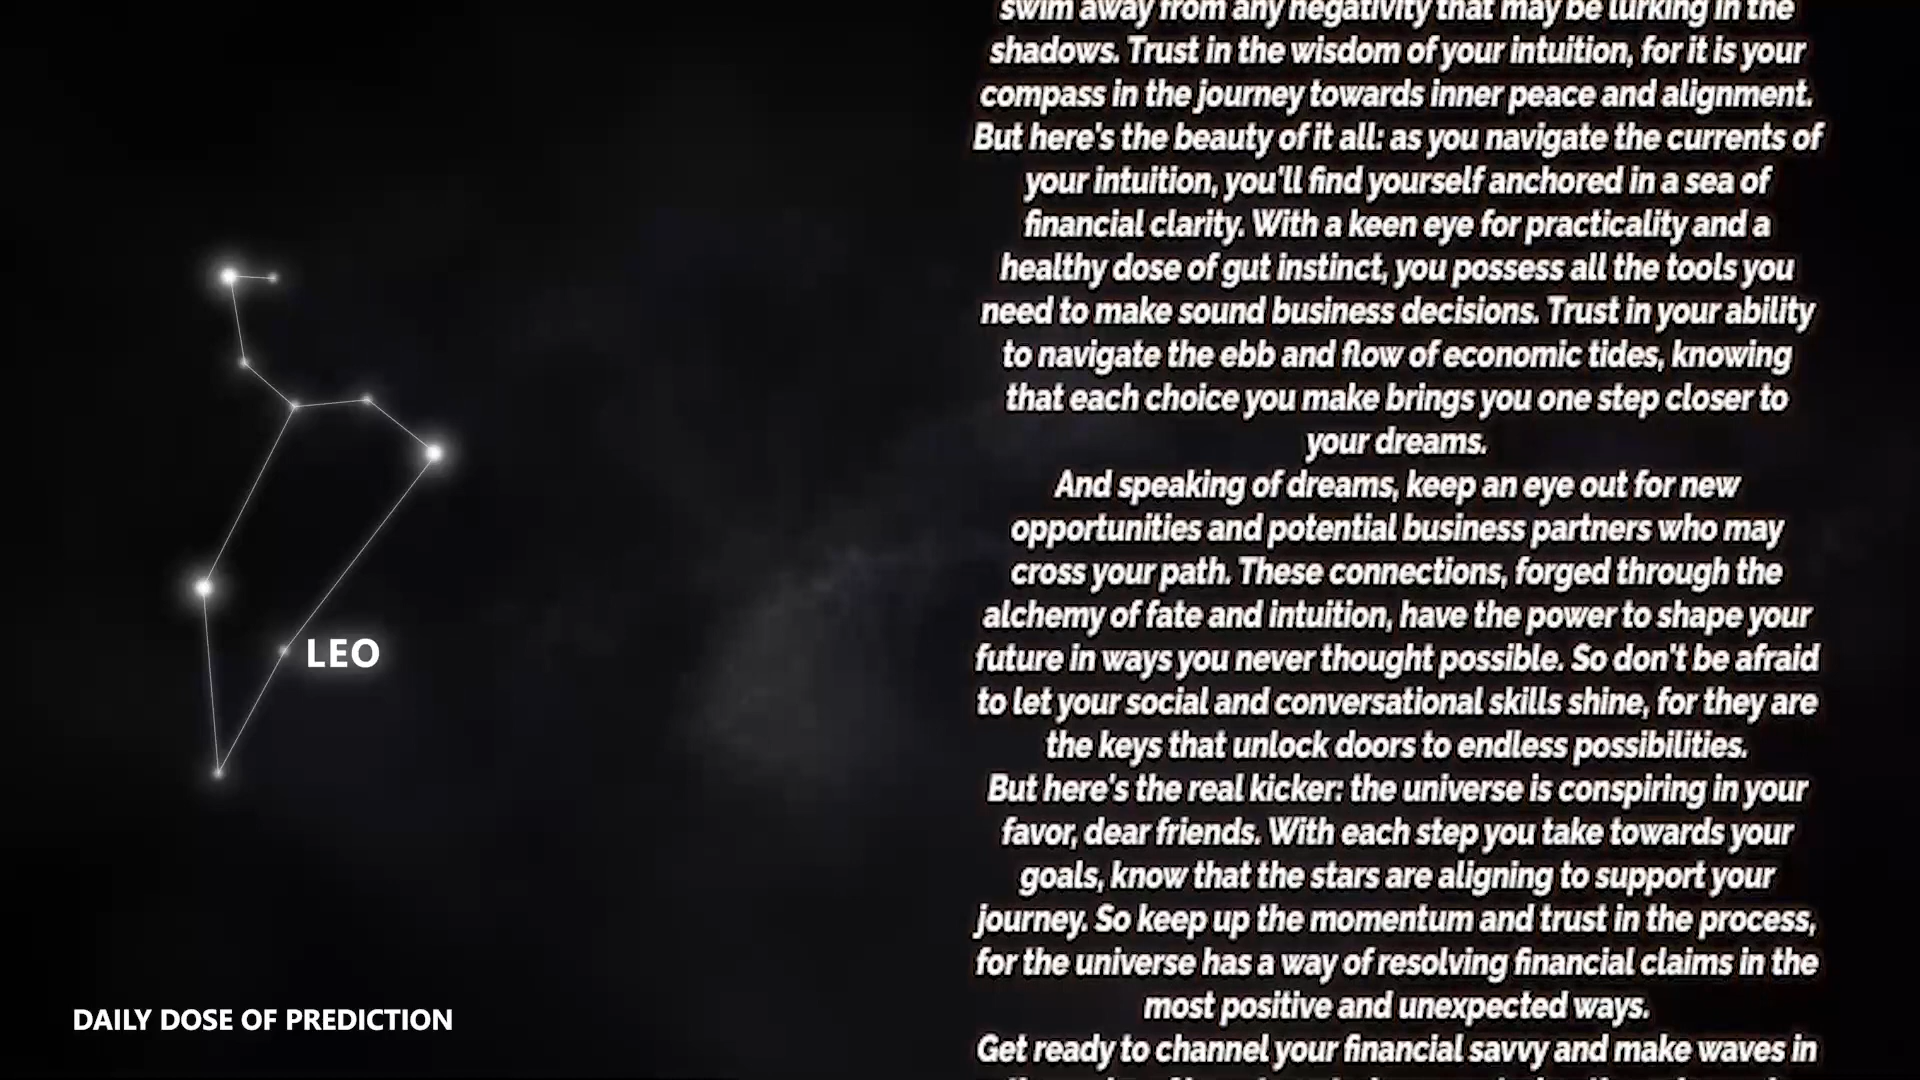 swim away from any negativity that may be lurking in the
shadows. Trust in the wisdom of your intuition, for it is your
compass in the journey towards inner peace and alignment.
But here's the beauty of it all: as you navigate the currents of
your intuition, you'll find yourself anchored in a sea of
financial clarity. With a keen eye for practicality and a
healthy dose of gut instinct, you possess all the tools you
need to make sound business decisions. Trust in your ability
to navigate the ebb and flow of economic tides, knowing
that each choice you make brings you one step closer to
your dreams.
And speaking of dreams, keep an eye out for new
opportunities and potential business partners who may
cross your path. These connections, forged through the
alchemy of fate and intuition, have the power to shape your
future in ways you never thought possible. So don't be afraid
to let your social and conversational skills shine, for they are
the keys that unlock doors to endless possibilities.
But here's the real kicker: the universe is conspiring in your
favor, dear friends. With each step you take towards your
goals, know that the stars are aligning to support your
journey. So keep up the momentum and trust in the process,
for the universe has a way of resolving financial claims in the
most positive and unexpected ways.
Get ready to channel your financial savvy and make waves in
LEO
DAILY DOSE OF PREDICTION